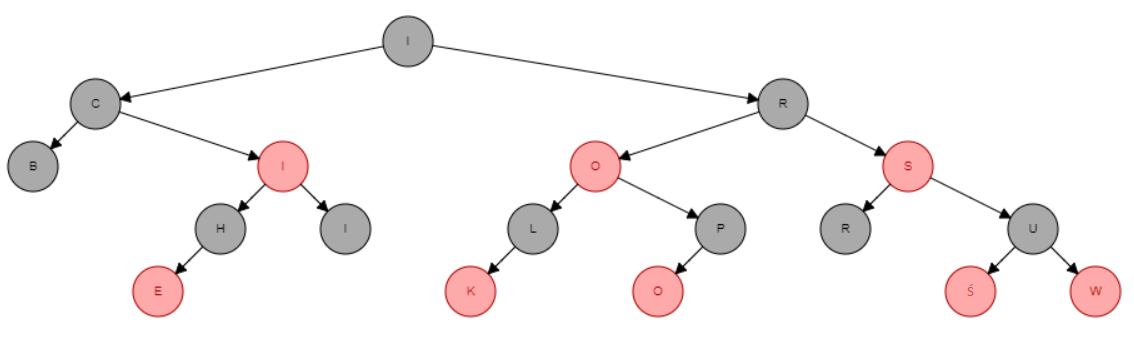 I
C R
B I O S
H I L P R U
E K O Ś W